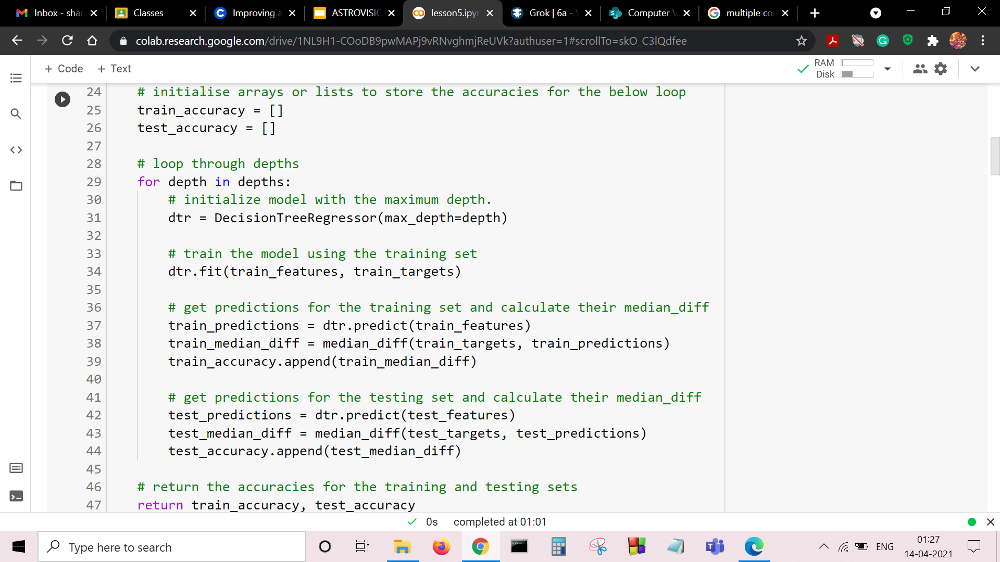 Inbox - shar
Classes
Improving a
ASTROVISIO
lesson5.ipyn
Grok | 6a -
Computer V
multiple co
colab.research.google.com/drive/1NL9H1-COoDB9pwMAPj9vRNvghmjReUVk?authuser=1#scrollTo=skO_C3lQdfee
+ Code + Text
RAM
Disk
24 # initialise arrays or lists to store the accuracies for the below loop
25 train_accuracy = []
26 test_accuracy = []
27
28 # loop through depths
29 for depth in depths:
30 # initialize model with the maximum depth.
31 dtr = DecisionTreeRegressor(max_depth=depth)
32
33 # train the model using the training set
34 dtr.fit(train_features, train_targets)
35
36 # get predictions for the training set and calculate their median_diff
37 train_predictions = dtr.predict(train_features)
38 train_median_diff = median_diff(train_targets, train_predictions)
39 train_accuracy.append(train_median_diff)
40
41 # get predictions for the testing set and calculate their median_diff
42 test_predictions = dtr.predict(test_features)
43 test_median_diff = median_diff(test_targets, test_predictions)
44 test_accuracy.append(test_median_diff)
45
46 # return the accuracies for the training and testing sets
47 return train_accuracy, test_accuracy
0s completed at 01:01
Type here to search
ENG
01:27
14-04-2021